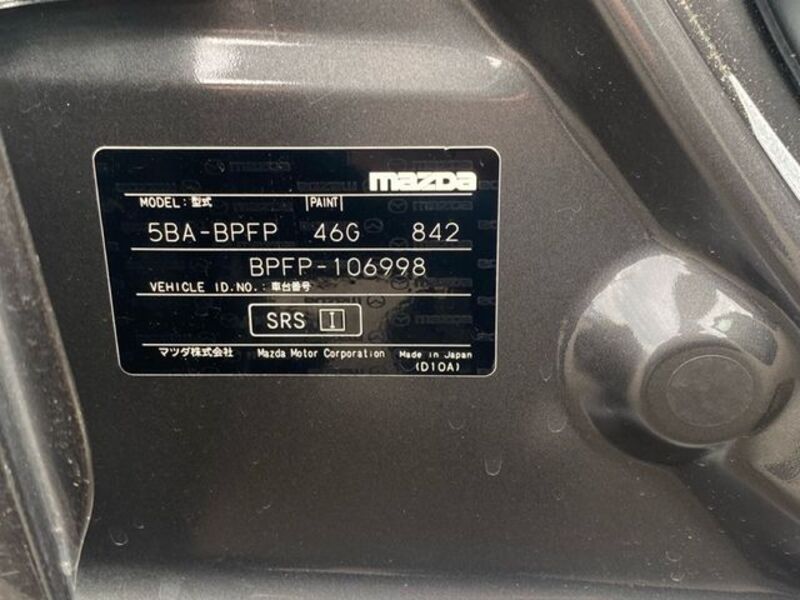 mazda
MODEL: 型式 PAINT
5BA-BPFP 46G 842
BPFP-106998
VEHICLE ID.NO.: 車台番号
SRS I
マツダ株式会社 Mazda Motor Corporation Made in Japan
(D10A)